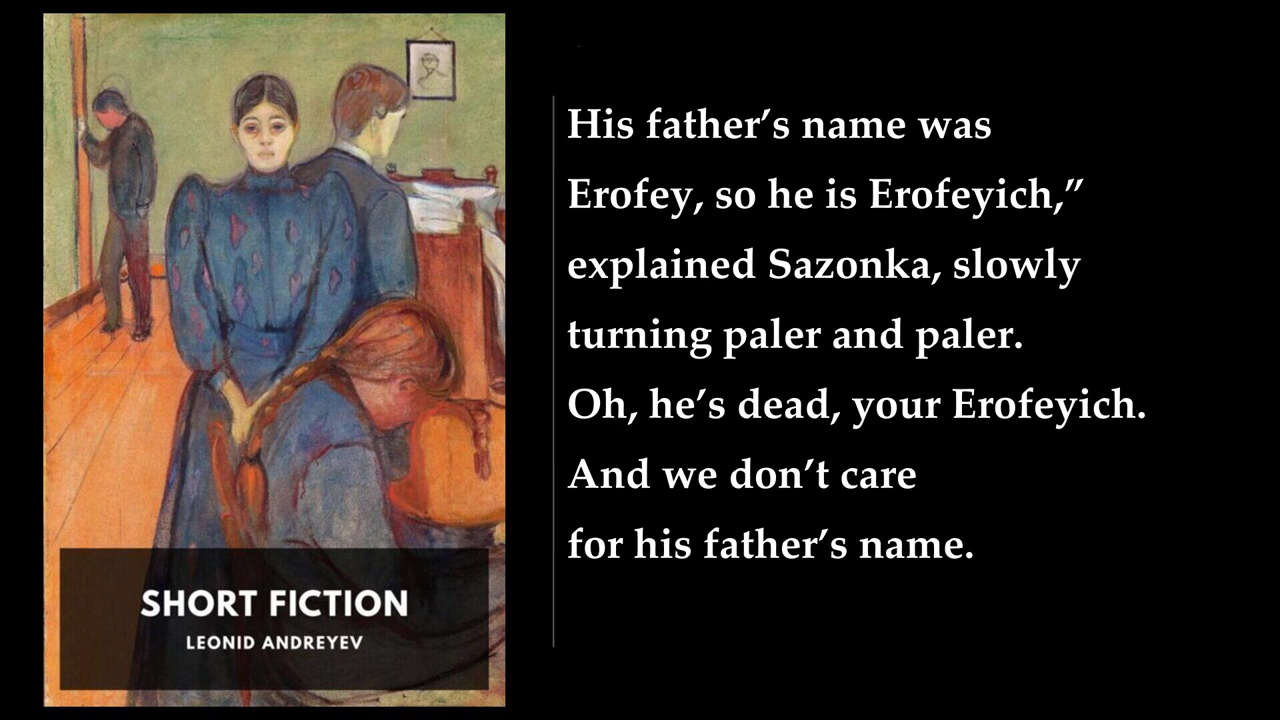 SHORT FICTION
LEONID ANDREYEV
His father’s name was
Erofey, so he is Erofeyich,”
explained Sazonka, slowly
turning paler and paler.
Oh, he’s dead, your Erofeyich.
And we don’t care
for his father’s name.